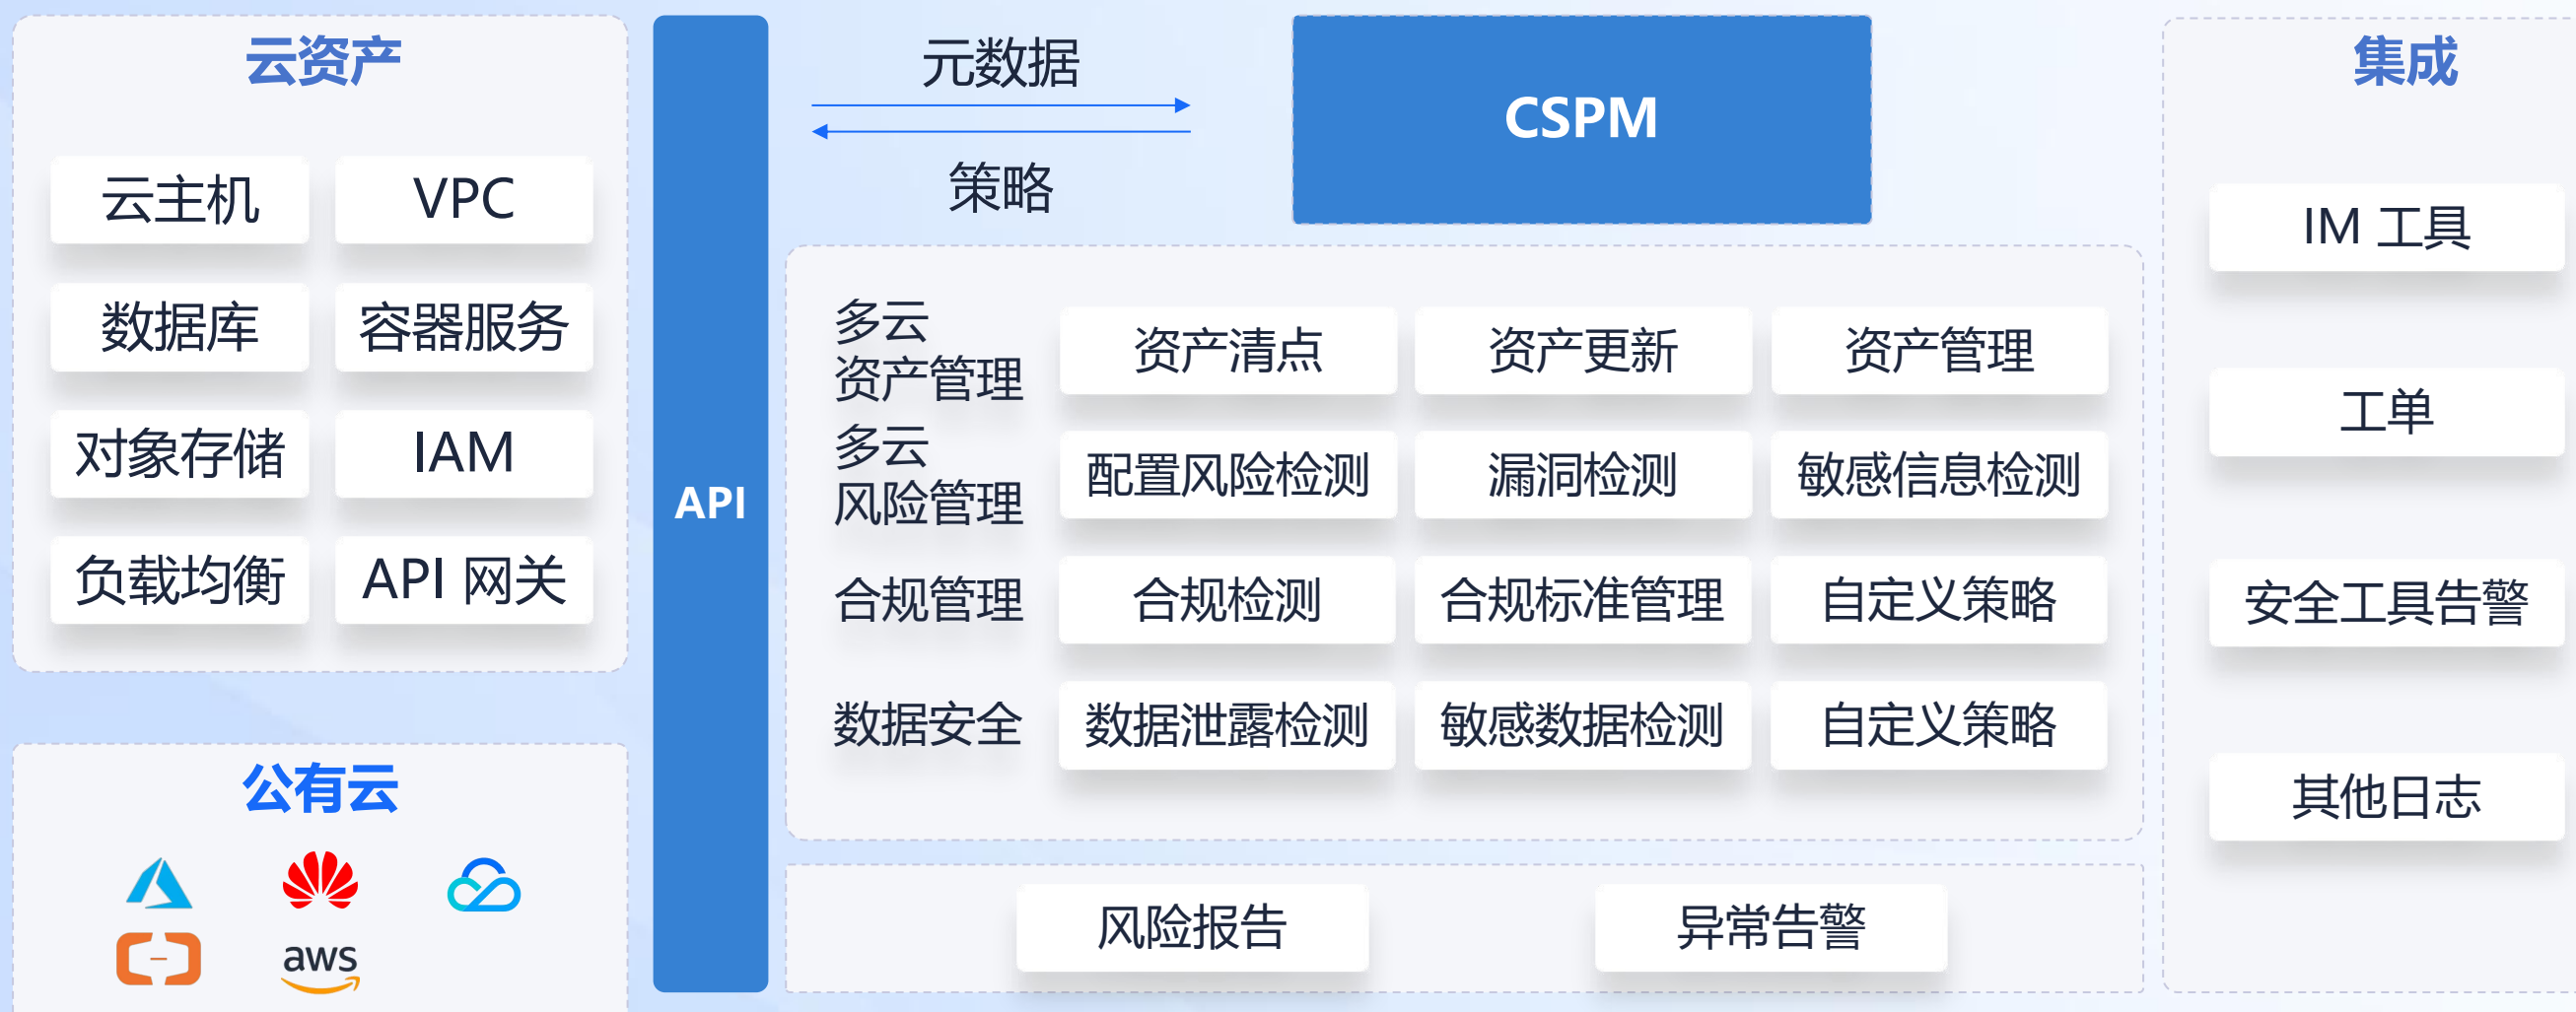 云资产
云主机
VPC
数据库
容器服务
对象存储
IAM
负载均衡
API 网关
公有云
aws
API
元数据
策略
CSPM
多云
资产管理
资产清点
资产更新
资产管理
多云
风险管理
配置风险检测
漏洞检测
敏感信息检测
合规管理
合规检测
合规标准管理
自定义策略
数据安全
数据泄露检测
敏感数据检测
自定义策略
风险报告
异常告警
集成
IM 工具
工单
安全工具告警
其他日志